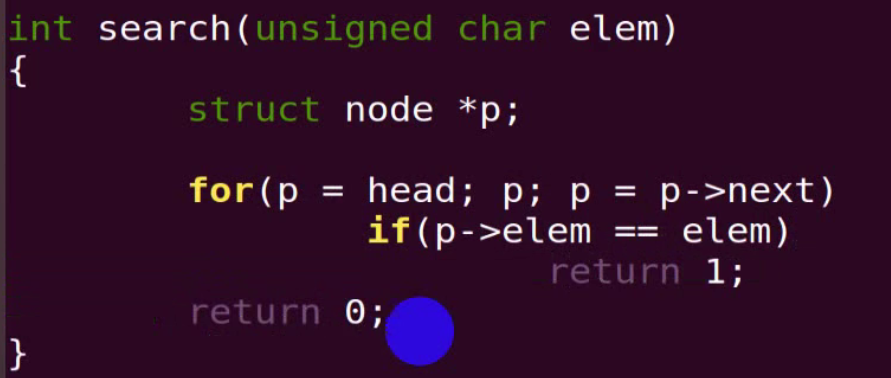 int search(unsigned char elem)
{
        struct node *p;

        for(p = head; p; p = p->next)
                if(p->elem == elem)
                        return 1;
        return 0;
}